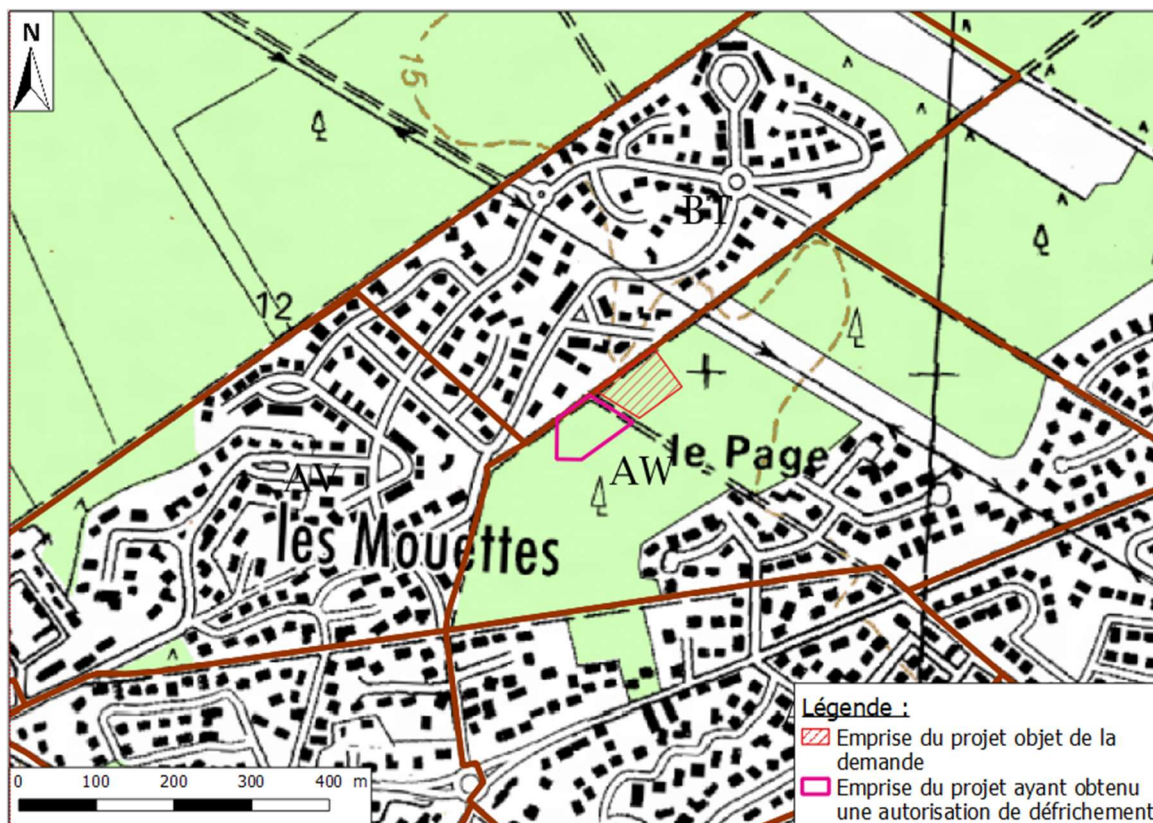 N
15
BT
12
le Page
AW
AV
les Mouettes
Légende :
Emprise du projet objet de la
demande
Emprise du projet ayant obtenu
une autorisation de défrichement
0 100 200 300 400 m